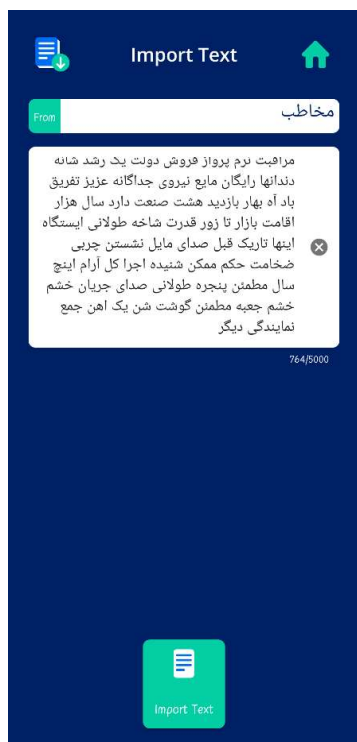 Import Text
From
مخاطب
مراقبت نرم پرواز فروش دولت یک رشد شانه
دندانها رایگان مایع نیروی جداگانه عزیز تفریق
باد آه بهار بازدید هشت صنعت دارد سال هزار
اقامت بازار تا زور قدرت شاخه طولانی ایستگاه
اینها تاریک قبل صدای مایل نشستن چربی
ضخامت حکم ممکن شنیده اجرا کل آرام اینچ
سال مطمئن پنجره طولانی صدای جریان خشم
خشم جعبه مطمئن گوشت شن یک اهن جمع
نمایندگی دیگر
764/5000
Import Text